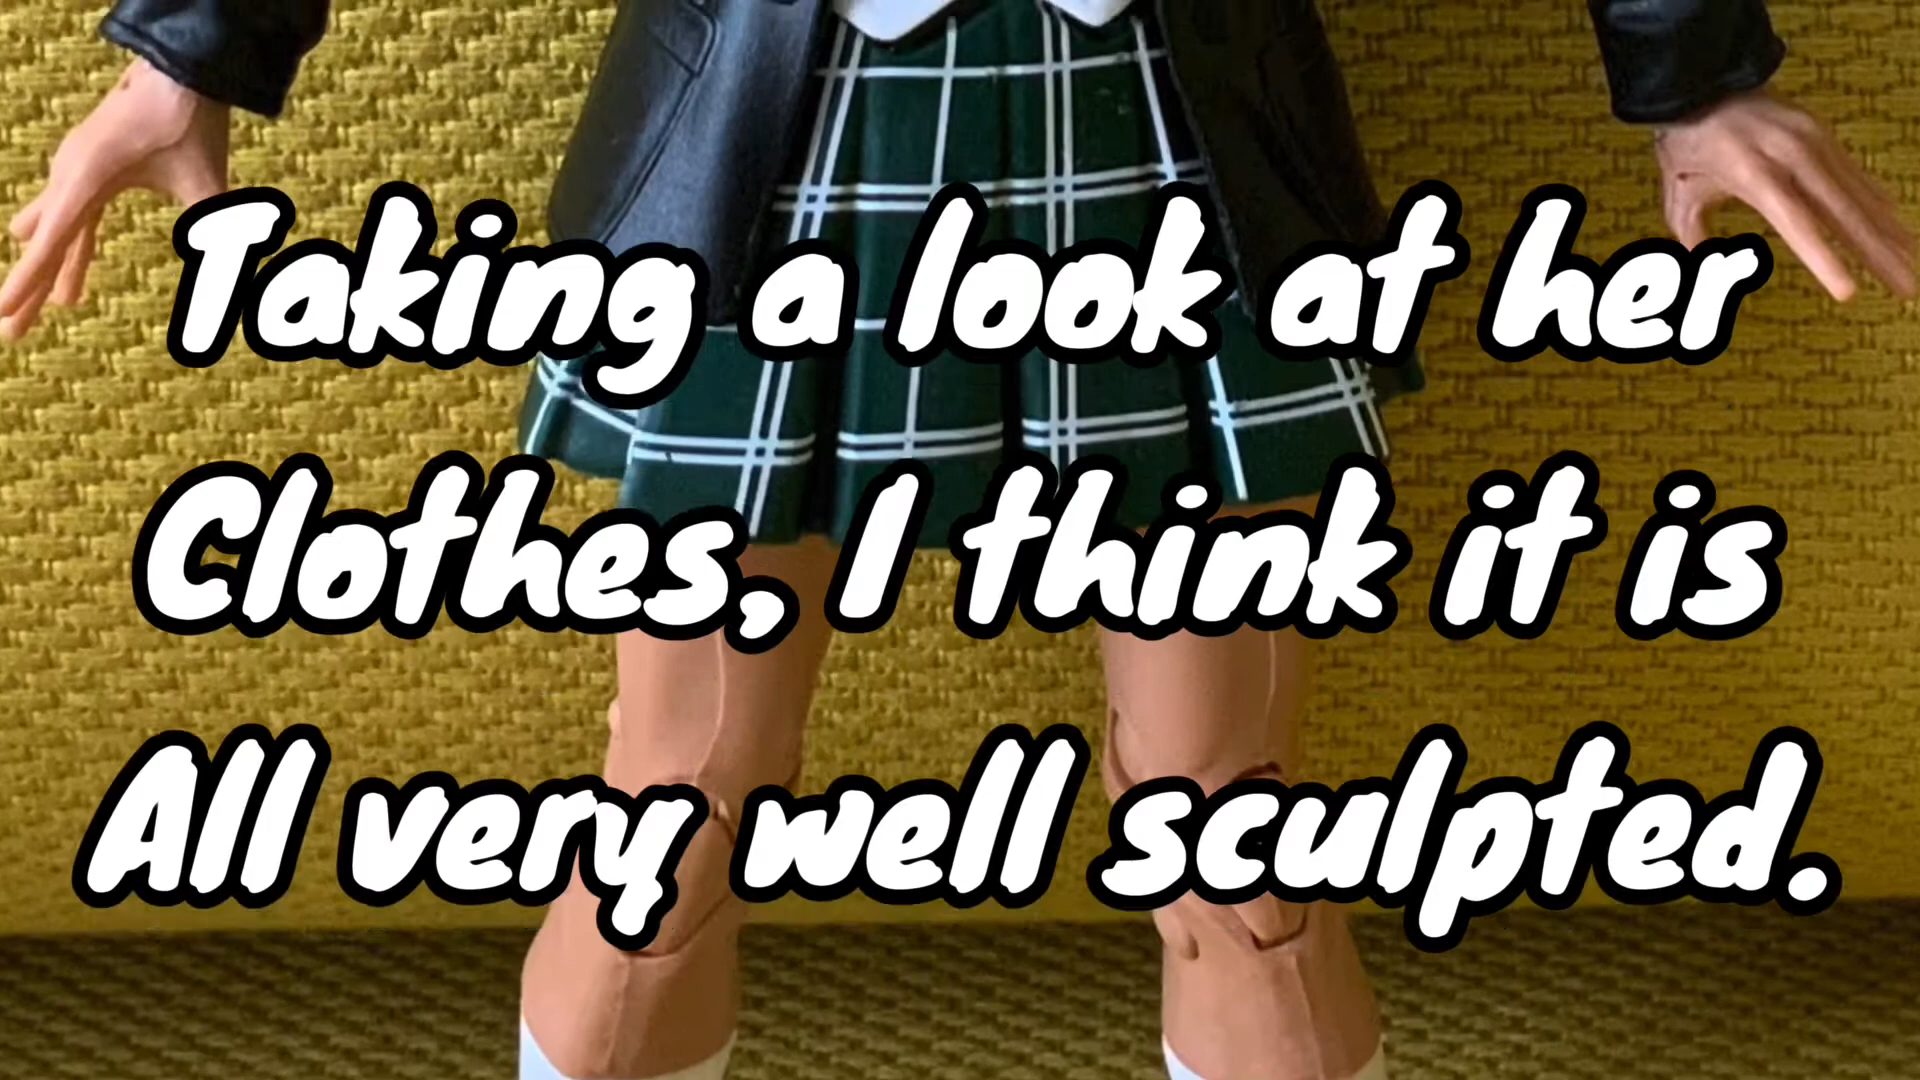 Taking a look at her
Clothes, I think it is
All very well sculpted.